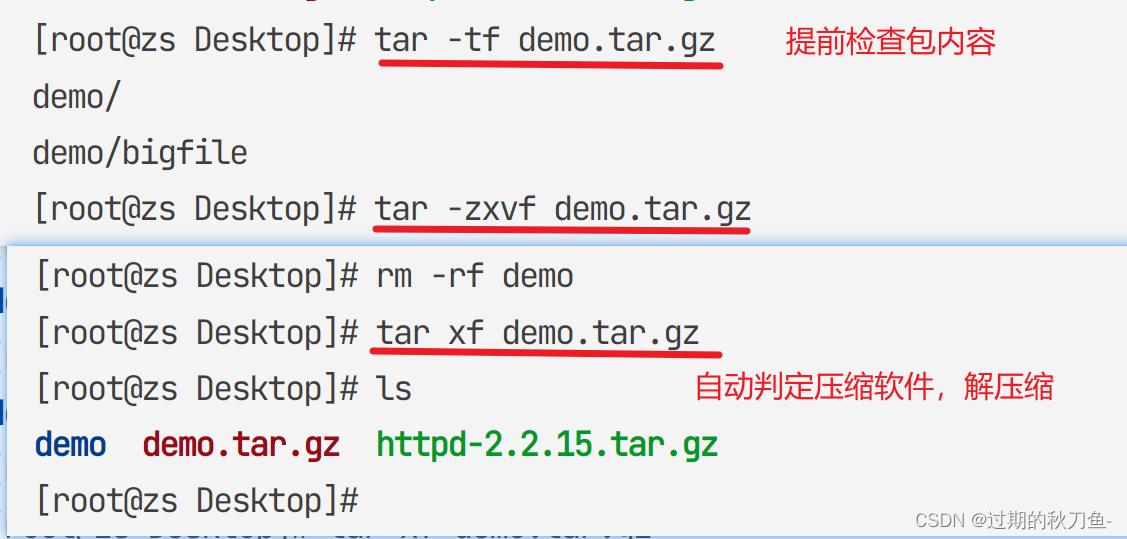 [root@zs Desktop]# tar -tf demo.tar.gz 提前检查包内容
demo/
demo/bigfile
[root@zs Desktop]# tar -zxvf demo.tar.gz
[root@zs Desktop]# rm -rf demo
[root@zs Desktop]# tar xf demo.tar.gz
[root@zs Desktop]# ls 自动判定压缩软件，解压缩
demo demo.tar.gz httpd-2.2.15.tar.gz
[root@zs Desktop]#
CSDN @过期的秋刀鱼-